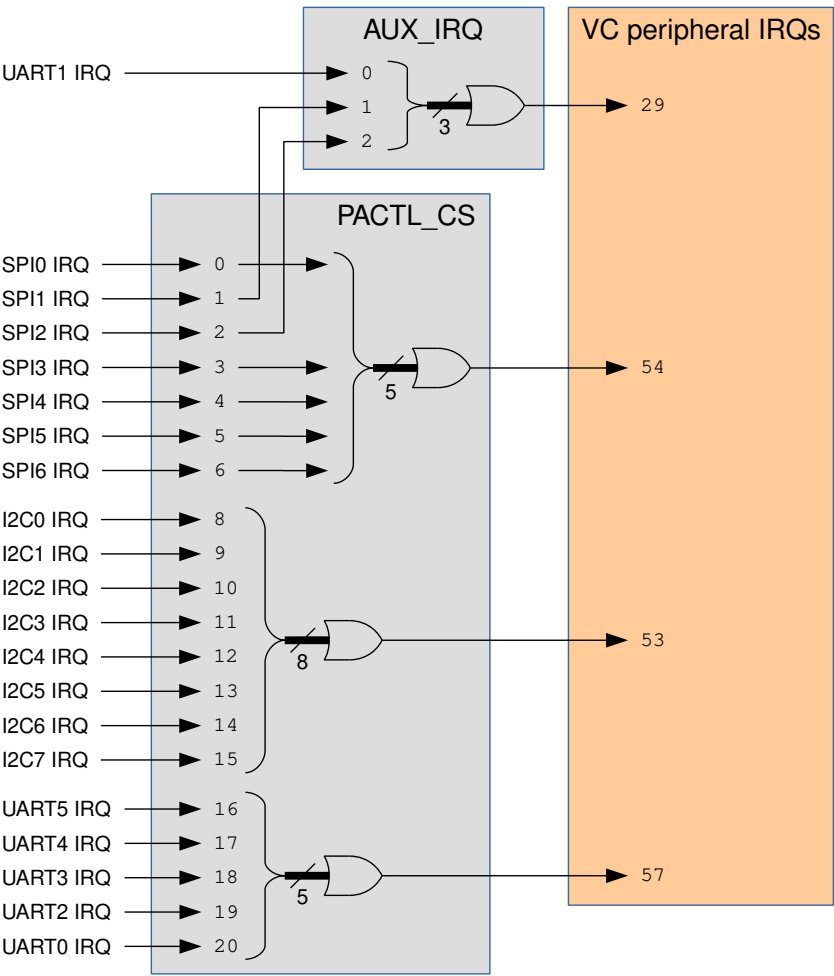 AUX_IRQ
VC peripheral IRQs
UART1 IRQ 0
1
2
3
29
PACTL_CS
SPI0 IRQ 0
SPI1 IRQ 1
SPI2 IRQ 2
SPI3 IRQ 3
SPI4 IRQ 4
SPI5 IRQ 5
SPI6 IRQ 6
5
54
I2C0 IRQ 8
I2C1 IRQ 9
I2C2 IRQ 10
I2C3 IRQ 11
I2C4 IRQ 12
I2C5 IRQ 13
I2C6 IRQ 14
I2C7 IRQ 15
8
53
UART5 IRQ 16
UART4 IRQ 17
UART3 IRQ 18
UART2 IRQ 19
UART0 IRQ 20
5
57